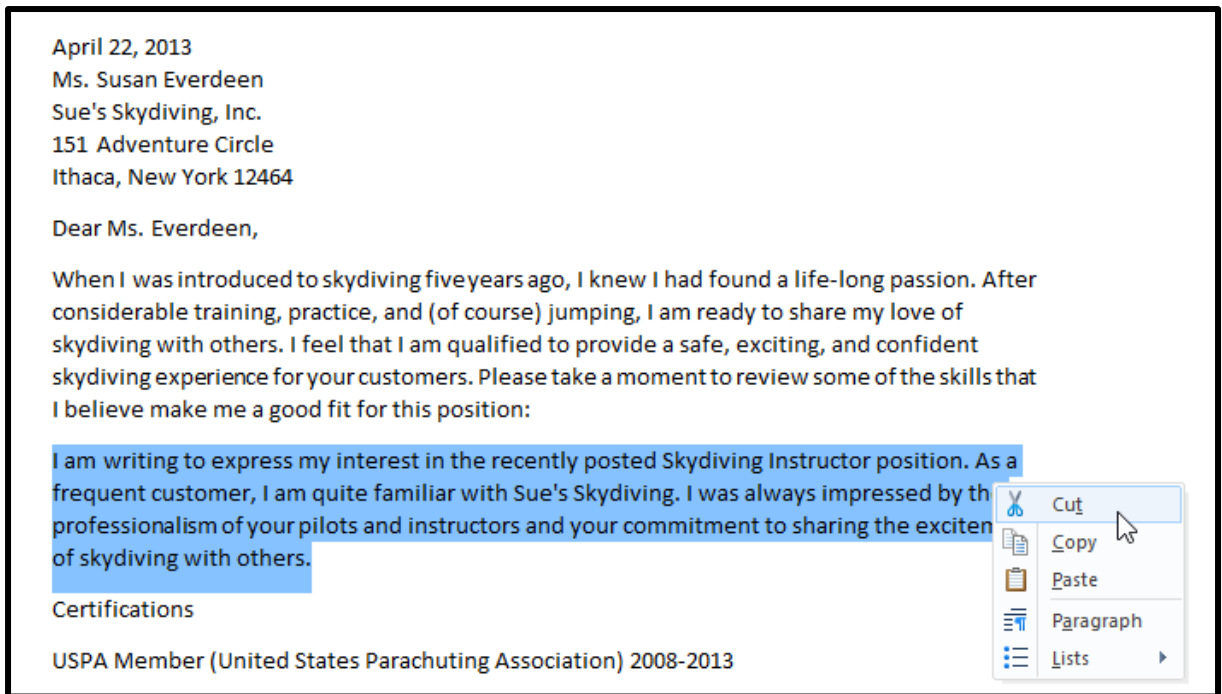 April 22, 2013
Ms. Susan Everdeen
Sue's Skydiving, Inc.
151 Adventure Circle
Ithaca, New York 12464
Dear Ms. Everdeen,
When I was introduced to skydiving five years ago, I knew I had found a life-long passion. After
considerable training, practice, and (of course) jumping, I am ready to share my love of
skydiving with others. I feel that I am qualified to provide a safe, exciting, and confident
skydiving experience for your customers. Please take a moment to review some of the skills that
I believe make me a good fit for this position:
I am writing to express my interest in the recently posted Skydiving Instructor position. As a
frequent customer, I am quite familiar with Sue's Skydiving. I was always impressed by the
professionalism of your pilots and instructors and your commitment to sharing the
of skydiving with others.
Certifications
USPA Member (United States Parachuting Association) 2008-2013
Cut
Copy
Paste
Paragraph
Lists